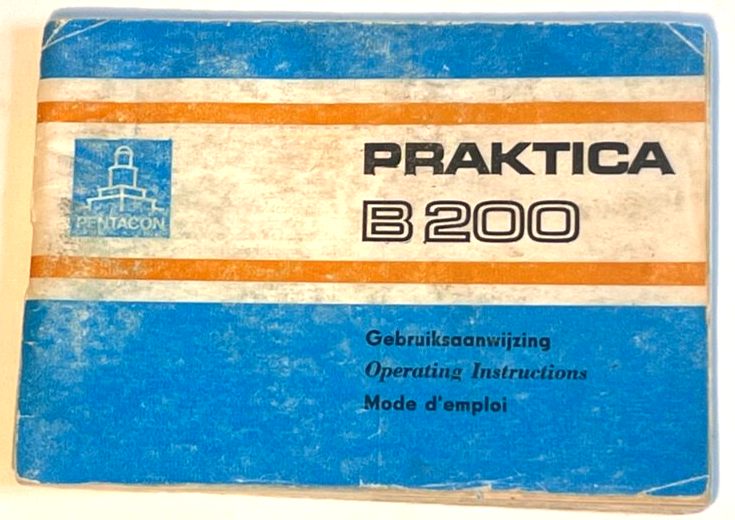 PENTACON
PRAKTICA
B 200
Gebruiksaanwijzing
Operating Instructions
Mode d'emploi